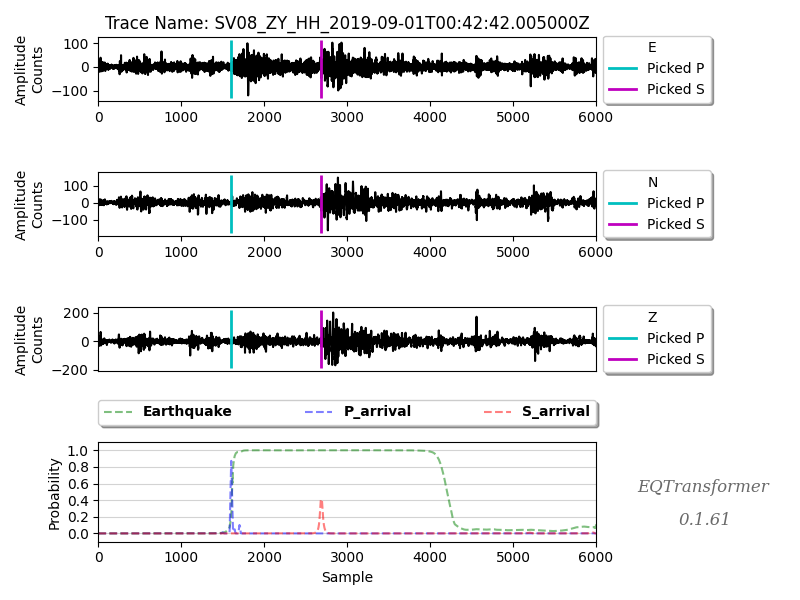 Trace Name: SV08_ZY_HH_2019-09-01T00:42:42.005000Z
Amplitude
Counts
100
0
−100
0 1000 2000 3000 4000 5000 6000
E
Picked P
Picked S
Amplitude
Counts
100
0
−100
0 1000 2000 3000 4000 5000 6000
N
Picked P
Picked S
Amplitude
Counts
200
0
−200
0 1000 2000 3000 4000 5000 6000
Z
Picked P
Picked S
Earthquake P_arrival S_arrival
Probability
1.0
0.8
0.6
0.4
0.2
0.0
0 1000 2000 3000 4000 5000 6000
Sample
EQTransformer
0.1.61